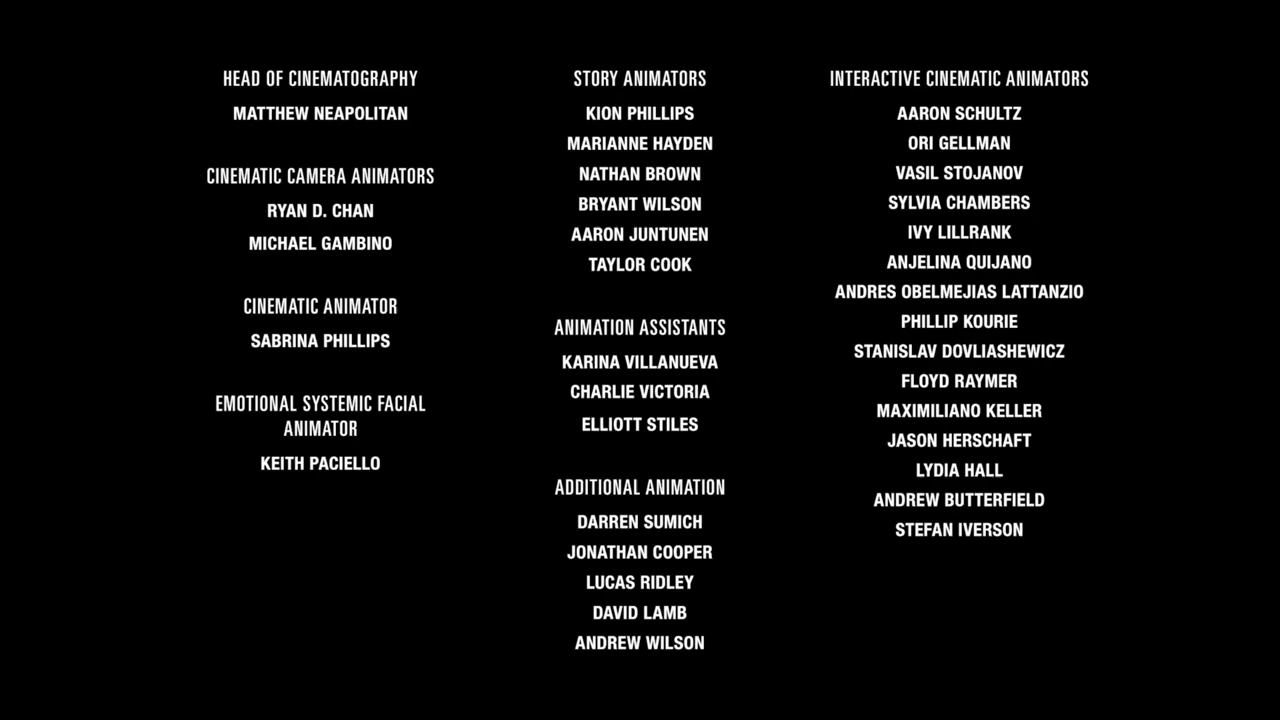 HEAD OF CINEMATOGRAPHY
MATTHEW NEAPOLITAN
CINEMATIC CAMERA ANIMATORS
RYAN D. CHAN
MICHAEL GAMBINO
CINEMATIC ANIMATOR
SABRINA PHILLIPS
EMOTIONAL SYSTEMIC FACIAL
ANIMATOR
KEITH PACIELLO
STORY ANIMATORS
KION PHILLIPS
MARIANNE HAYDEN
NATHAN BROWN
BRYANT WILSON
AARON JUNTUNEN
TAYLOR COOK
ANIMATION ASSISTANTS
KARINA VILLANUEVA
CHARLIE VICTORIA
ELLIOTT STILES
ADDITIONAL ANIMATION
DARREN SUMICH
JONATHAN COOPER
LUCAS RIDLEY
DAVID LAMB
ANDREW WILSON
INTERACTIVE CINEMATIC ANIMATORS
AARON SCHULTZ
ORI GELLMAN
VASIL STOJANOV
SYLVIA CHAMBERS
IVY LILLRANK
ANJELINA QUIJANO
ANDRES OBELMEJIAS LATTANZIO
PHILLIP KOURIE
STANISLAV DOVLIASHEWICZ
FLOYD RAYMER
MAXIMILIANO KELLER
JASON HERSCHAFT
LYDIA HALL
ANDREW BUTTERFIELD
STEFAN IVERSON